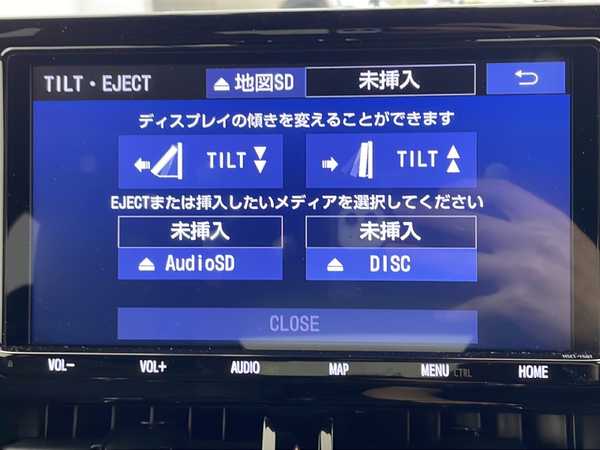 TILT・EJECT ⏏地図SD 未挿入
ディスプレイの傾きを変えることができます
TILT TILT
EJECTまたは挿入したいメディアを選択してください
未挿入 未挿入
⏏ AudioSD ⏏ DISC
CLOSE
VOL- VOL+ AUDIO MAP MENU CTRL HOME